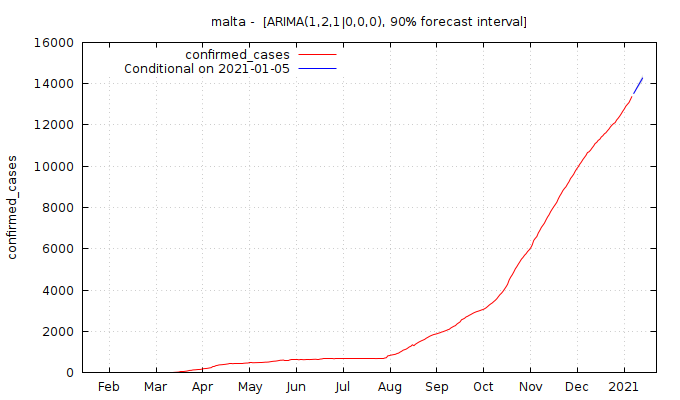 malta - [ARIMA(1,2,1|0,0,0), 90% forecast interval]
confirmed_cases
Conditional on 2021-01-05
16000
14000
12000
10000
8000
6000
4000
2000
0
confirmed_cases
Feb Mar Apr May Jun Jul Aug Sep Oct Nov Dec 2021